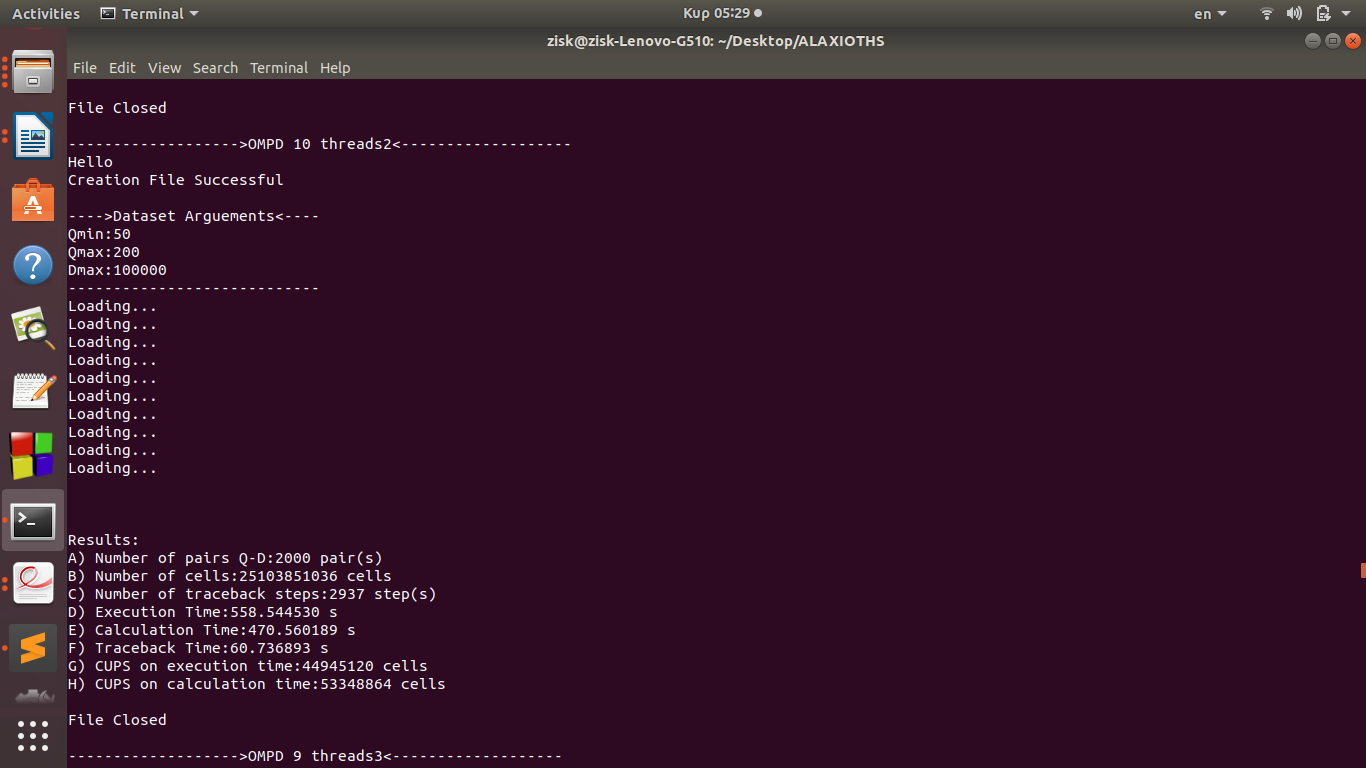 Activities Terminal Κυρ 05:29 en
zisk@zisk-Lenovo-G510: ~/Desktop/ALAXIOTHS
File Edit View Search Terminal Help
File Closed
------------------->OMPD 10 threads2<-------------------
Hello
Creation File Successful
---->Dataset Arguements<----
Qmin:50
Qmax:200
Dmax:100000
----------------------------
Loading...
Loading...
Loading...
Loading...
Loading...
Loading...
Loading...
Loading...
Loading...
Loading...
Results:
A) Number of pairs Q-D:2000 pair(s)
B) Number of cells:25103851036 cells
C) Number of traceback steps:2937 step(s)
D) Execution Time:558.544530 s
E) Calculation Time:470.560189 s
F) Traceback Time:60.736893 s
G) CUPS on execution time:44945120 cells
H) CUPS on calculation time:53348864 cells
File Closed
------------------->OMPD 9 threads3<-------------------